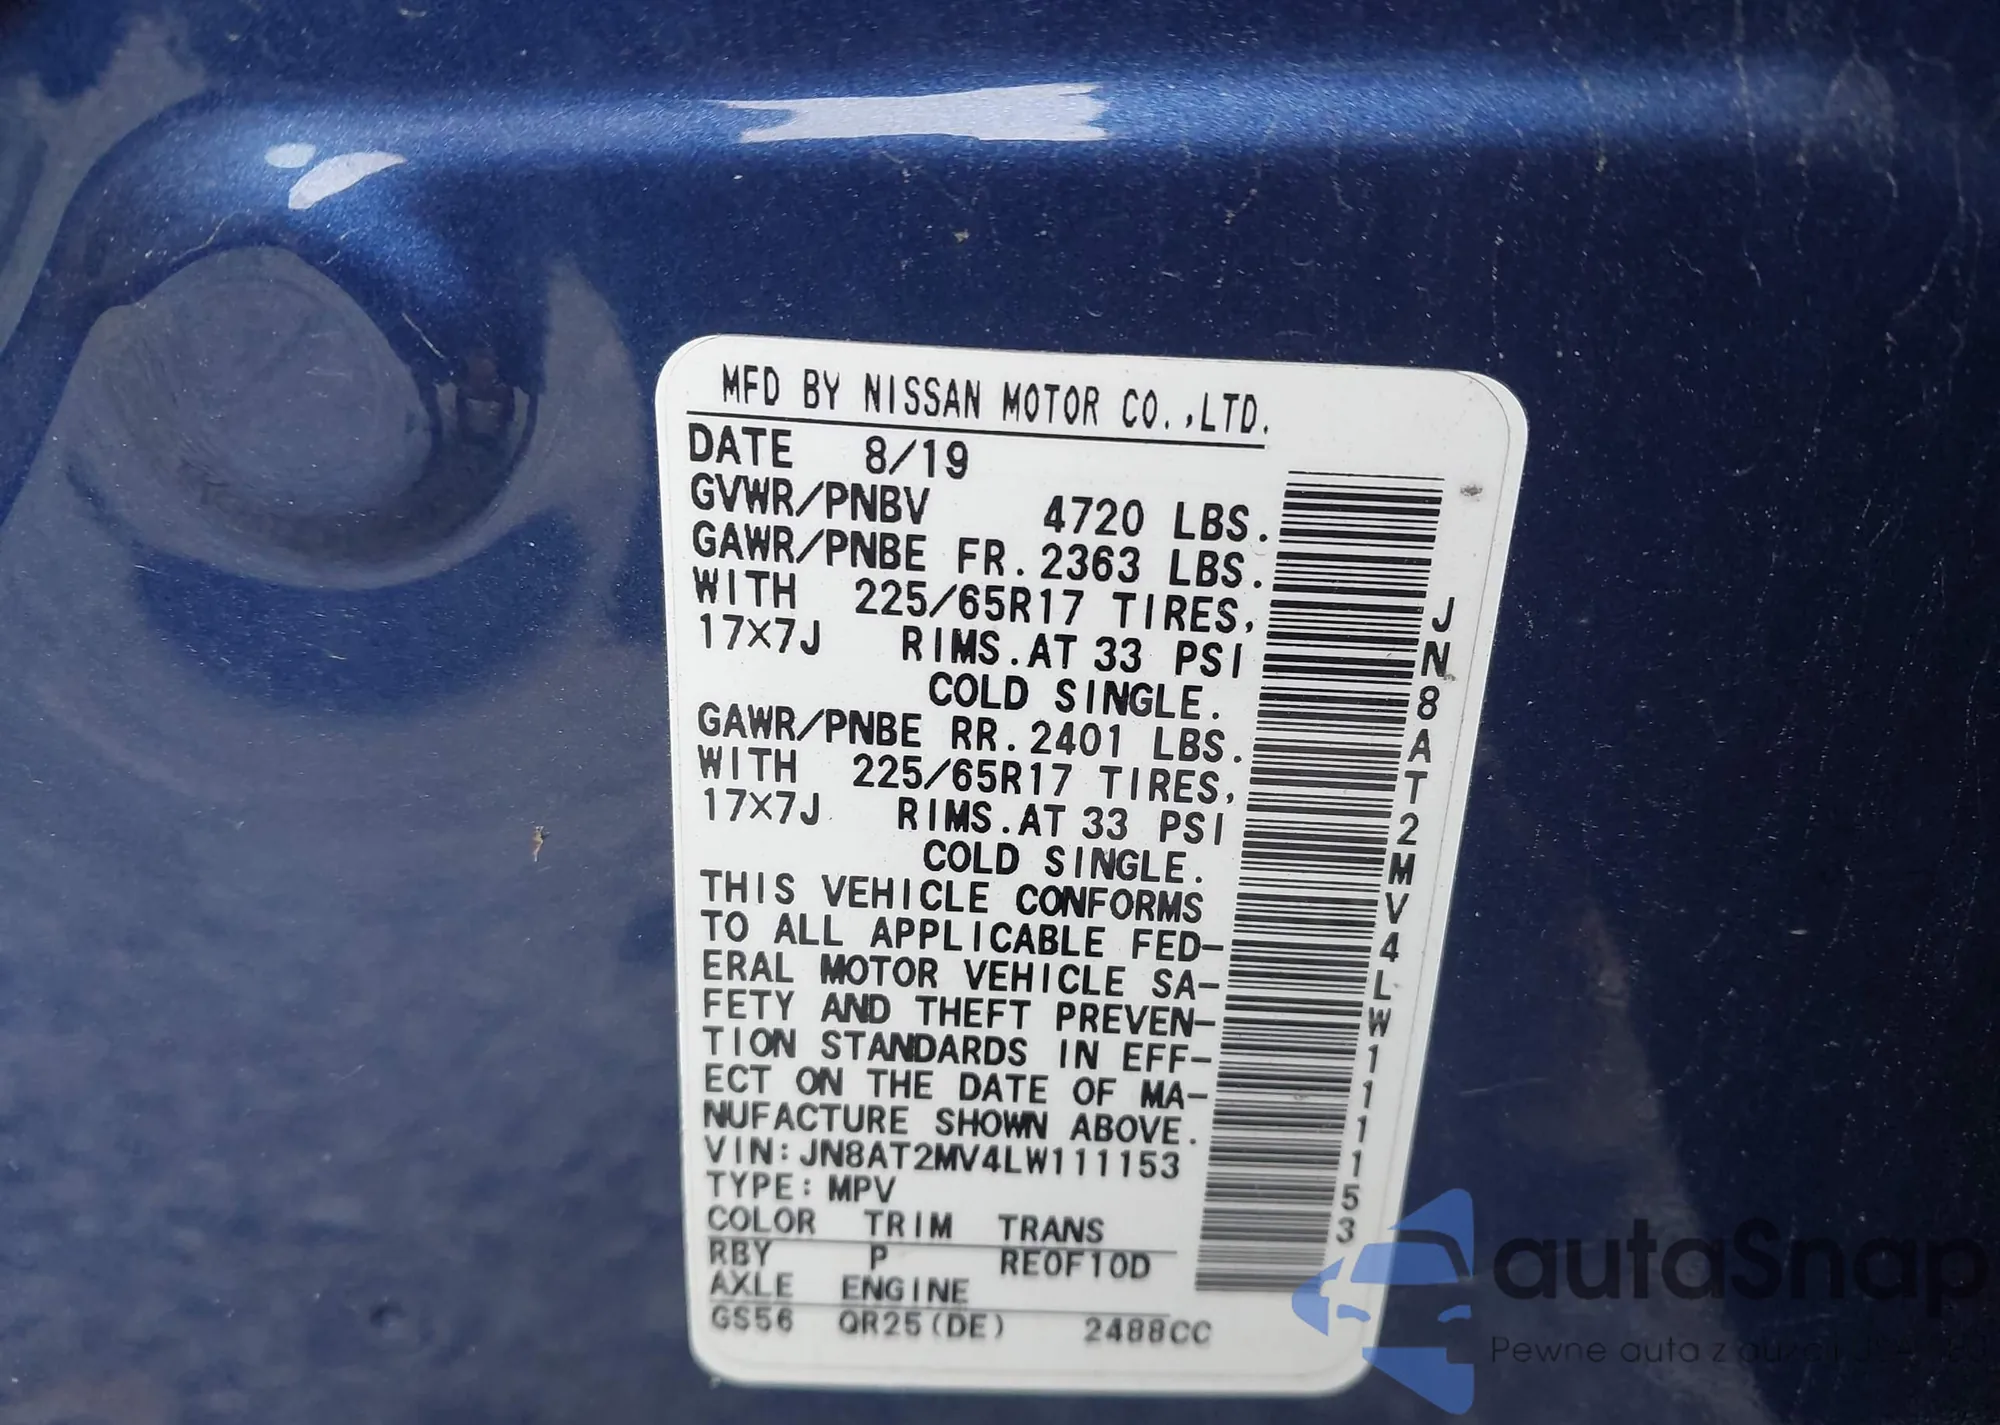 MFD BY NISSAN MOTOR CO.,LTD.
DATE 8/19
GVWR/PNBV 4720 LBS.
GAWR/PNBE FR.2363 LBS.
WITH 225/65R17 TIRES,
17X7J RIMS.AT 33 PSI
COLD SINGLE.
GAWR/PNBE RR.2401 LBS.
WITH 225/65R17 TIRES,
17X7J RIMS.AT 33 PSI
COLD SINGLE.
THIS VEHICLE CONFORMS
TO ALL APPLICABLE FED-
ERAL MOTOR VEHICLE SA-
FETY AND THEFT PREVEN-
TION STANDARDS IN EFF-
ECT ON THE DATE OF MA-
NUFACTURE SHOWN ABOVE.
VIN:JN8AT2MV4LW111153
TYPE:MPV
COLOR TRIM TRANS
RBY P RE0F10D
AXLE ENGINE
GS56 QR25(DE) 2488CC
JN8AT2MV4LW111153
autaSnap
Pewne auta z